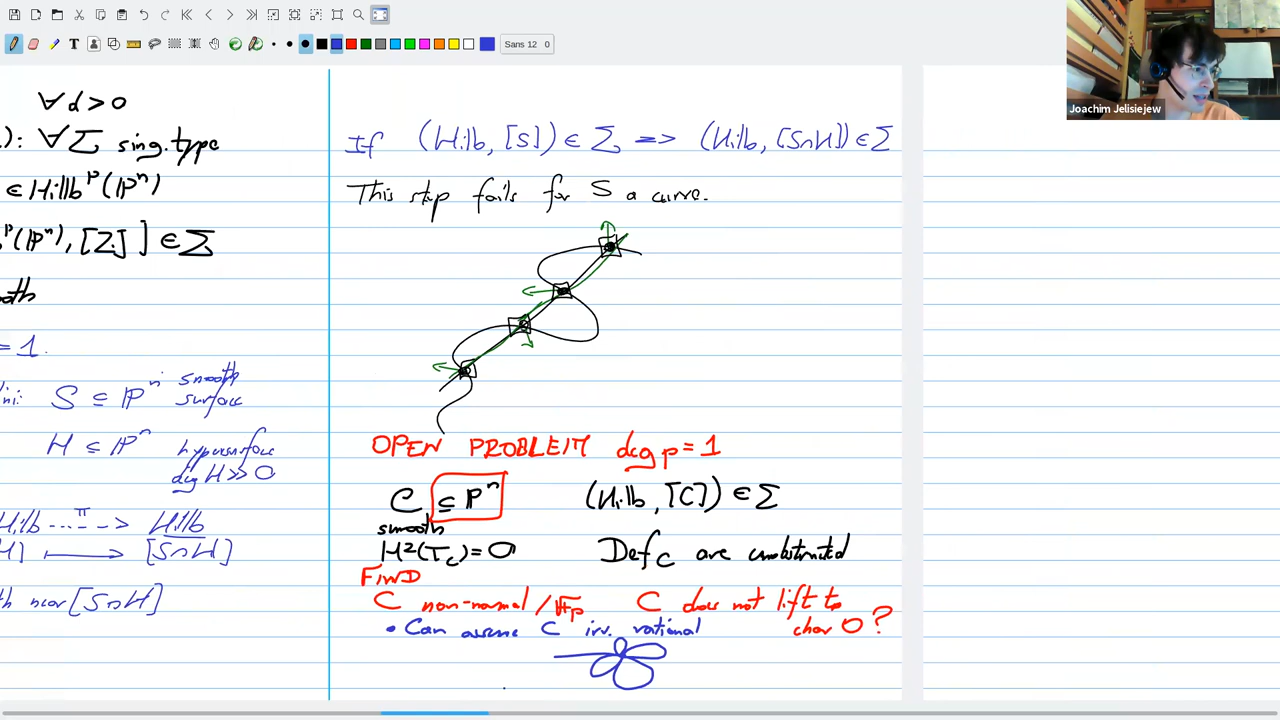 Sans 12 0
Joachim Jelisiejew
∀d>0
): ∀Σ sing. type
∈ Hilb^p(P^n)
^p(P^n), [Z]] ∈ Σ
= 1.
ni: S ⊆ P^n smooth
surface
H ⊆ P^n hypersurface
deg H >> 0
Hilb --π--> Hilb
H] ⟼ [S∩H]
th near [S∩H]
If (Hilb, [S]) ∈ Σ => (Hilb, [S∩H]) ∈ Σ
This step fails for S a curve.
OPEN PROBLEM deg p = 1
C ⊆ P^n (Hilb, [C]) ∈ Σ
smooth
H²(T_C) = 0 Def_C are unobstructed
FIND
C non-normal / F_p C does not lift to
char 0?
• Can assume C irr. rational